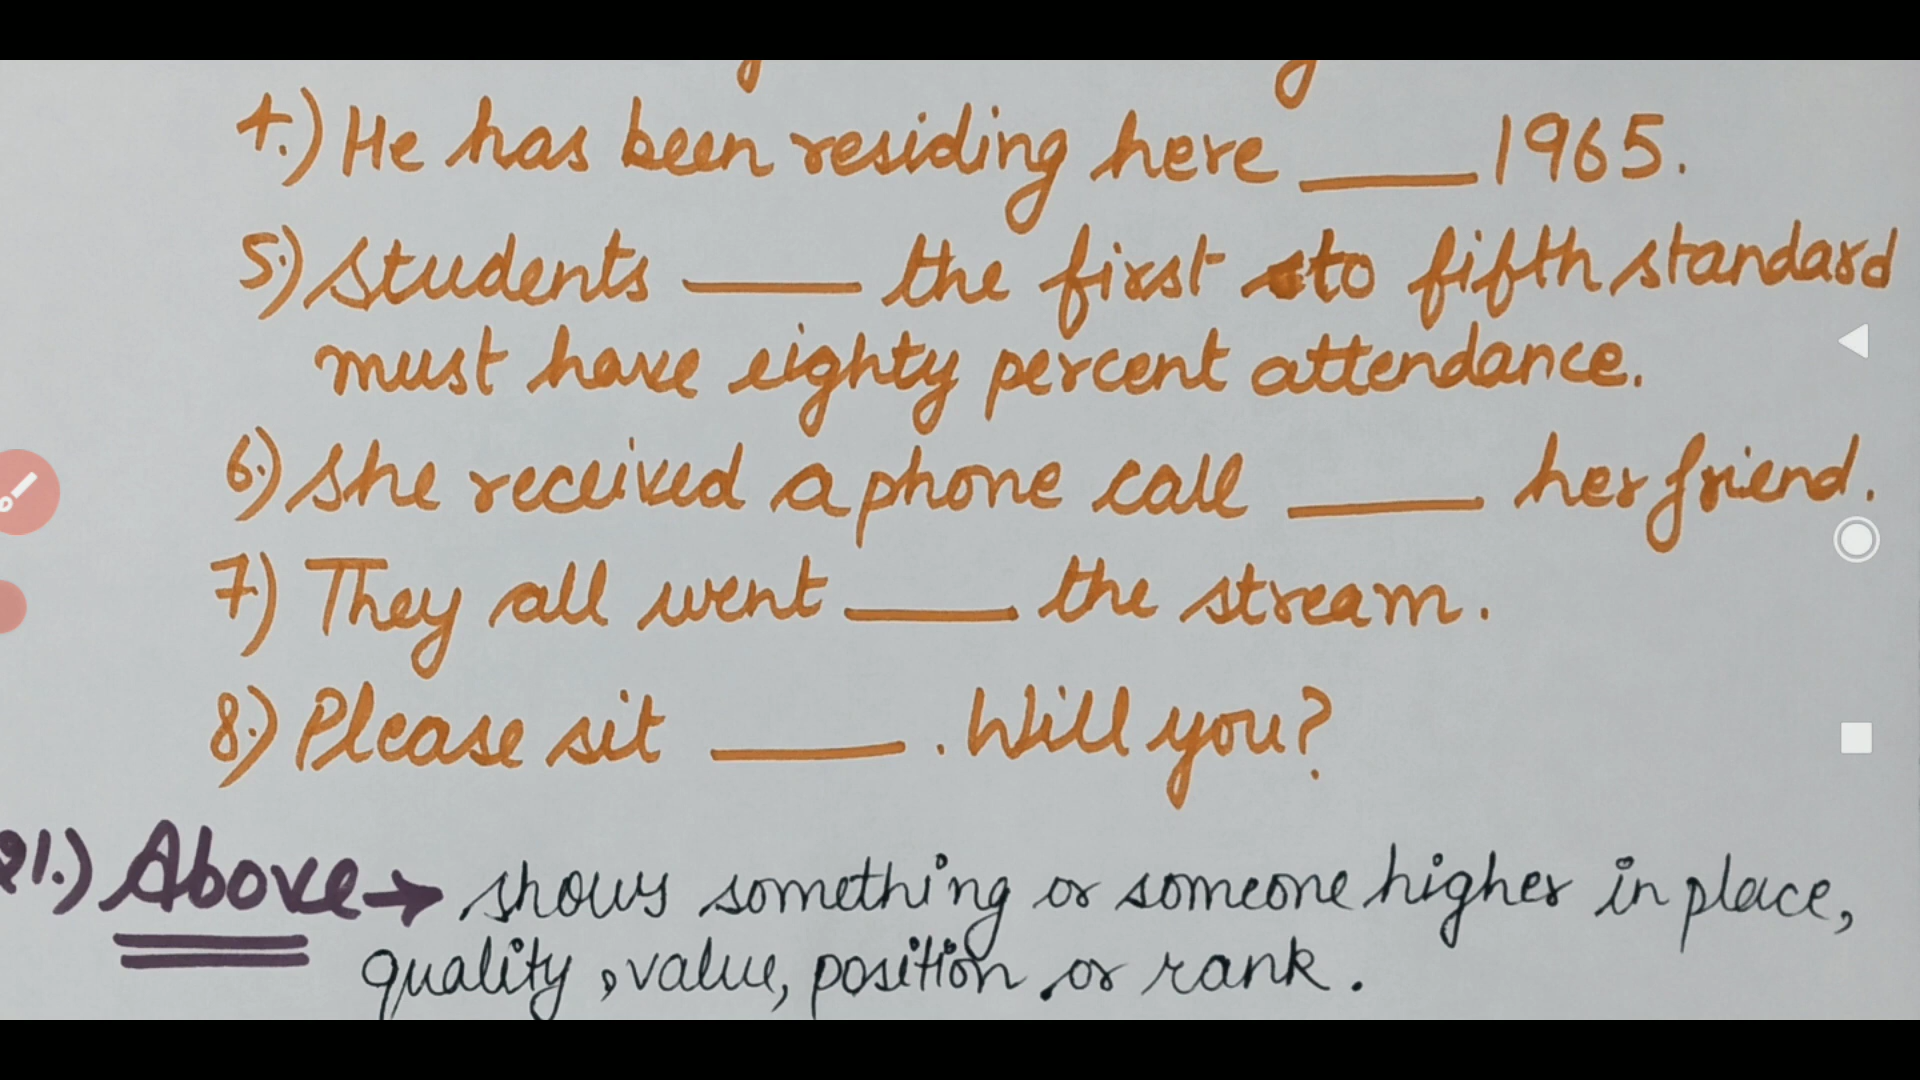 4.) He has been residing here ____ 1965.
5.) Students ____ the first to fifth standard
must have eighty percent attendance.
6.) She received a phone call ____ her friend.
7.) They all went ____ the stream.
8.) Please sit ____ . Will you?
21.) Above → shows something or someone higher in place,
quality, value, position or rank.